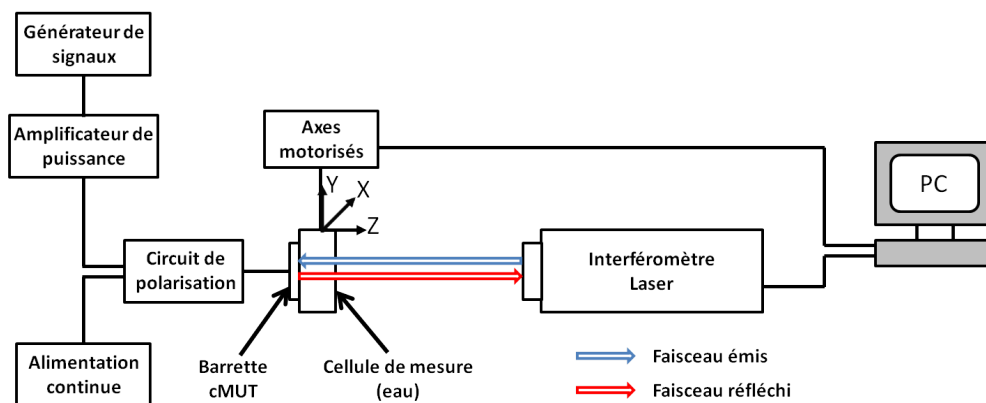 Générateur de
signaux
Amplificateur de
puissance
Axes
motorisés
Y
X
Z
PC
Circuit de
polarisation
Interféromètre
Laser
Alimentation
continue
Barrette
cMUT
Cellule de mesure
(eau)
Faisceau émis
Faisceau réfléchi